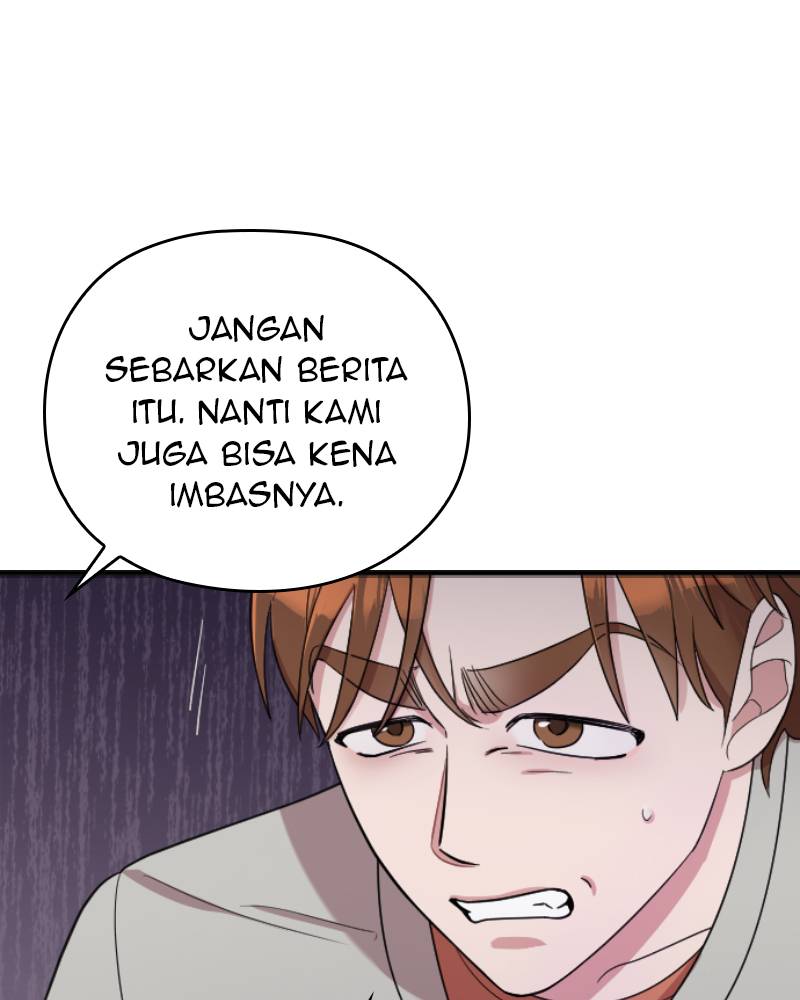 JANGAN
SEBARKAN BERITA
ITU. NANTI KAMI
JUGA BISA KENA
IMBASNYA.